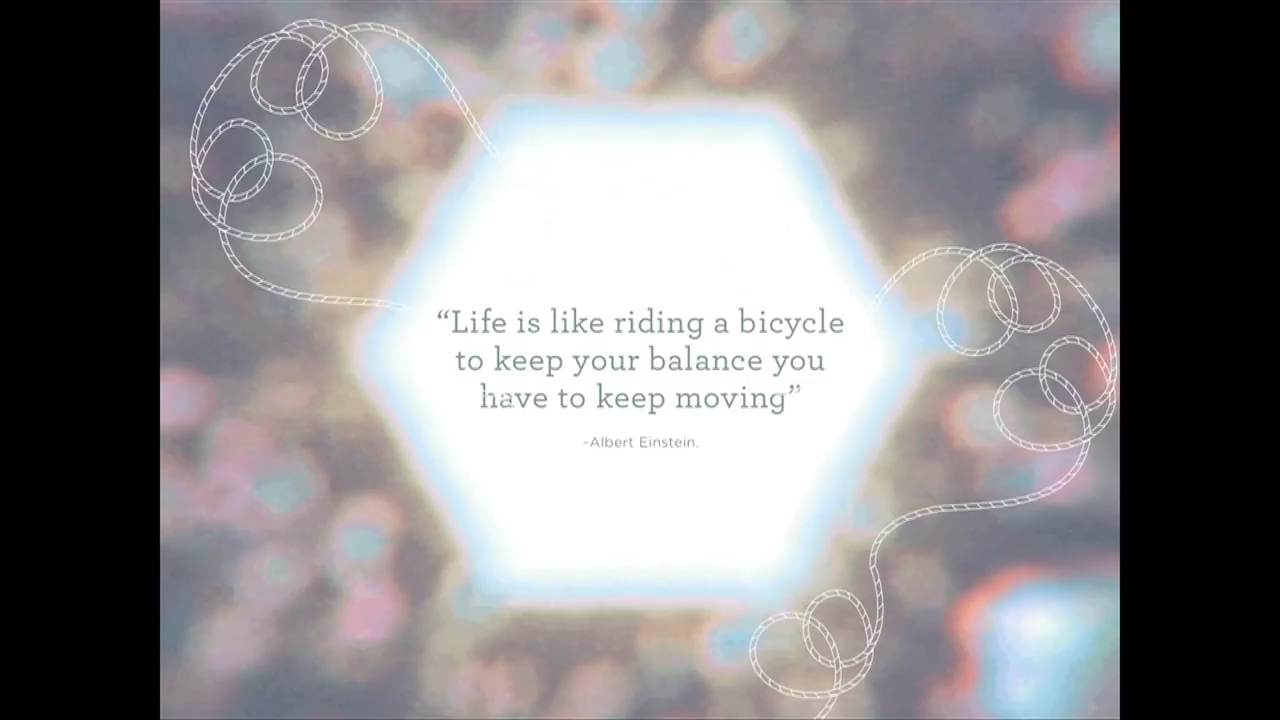 “Life is like riding a bicycle
to keep your balance you
have to keep moving”
-Albert Einstein.